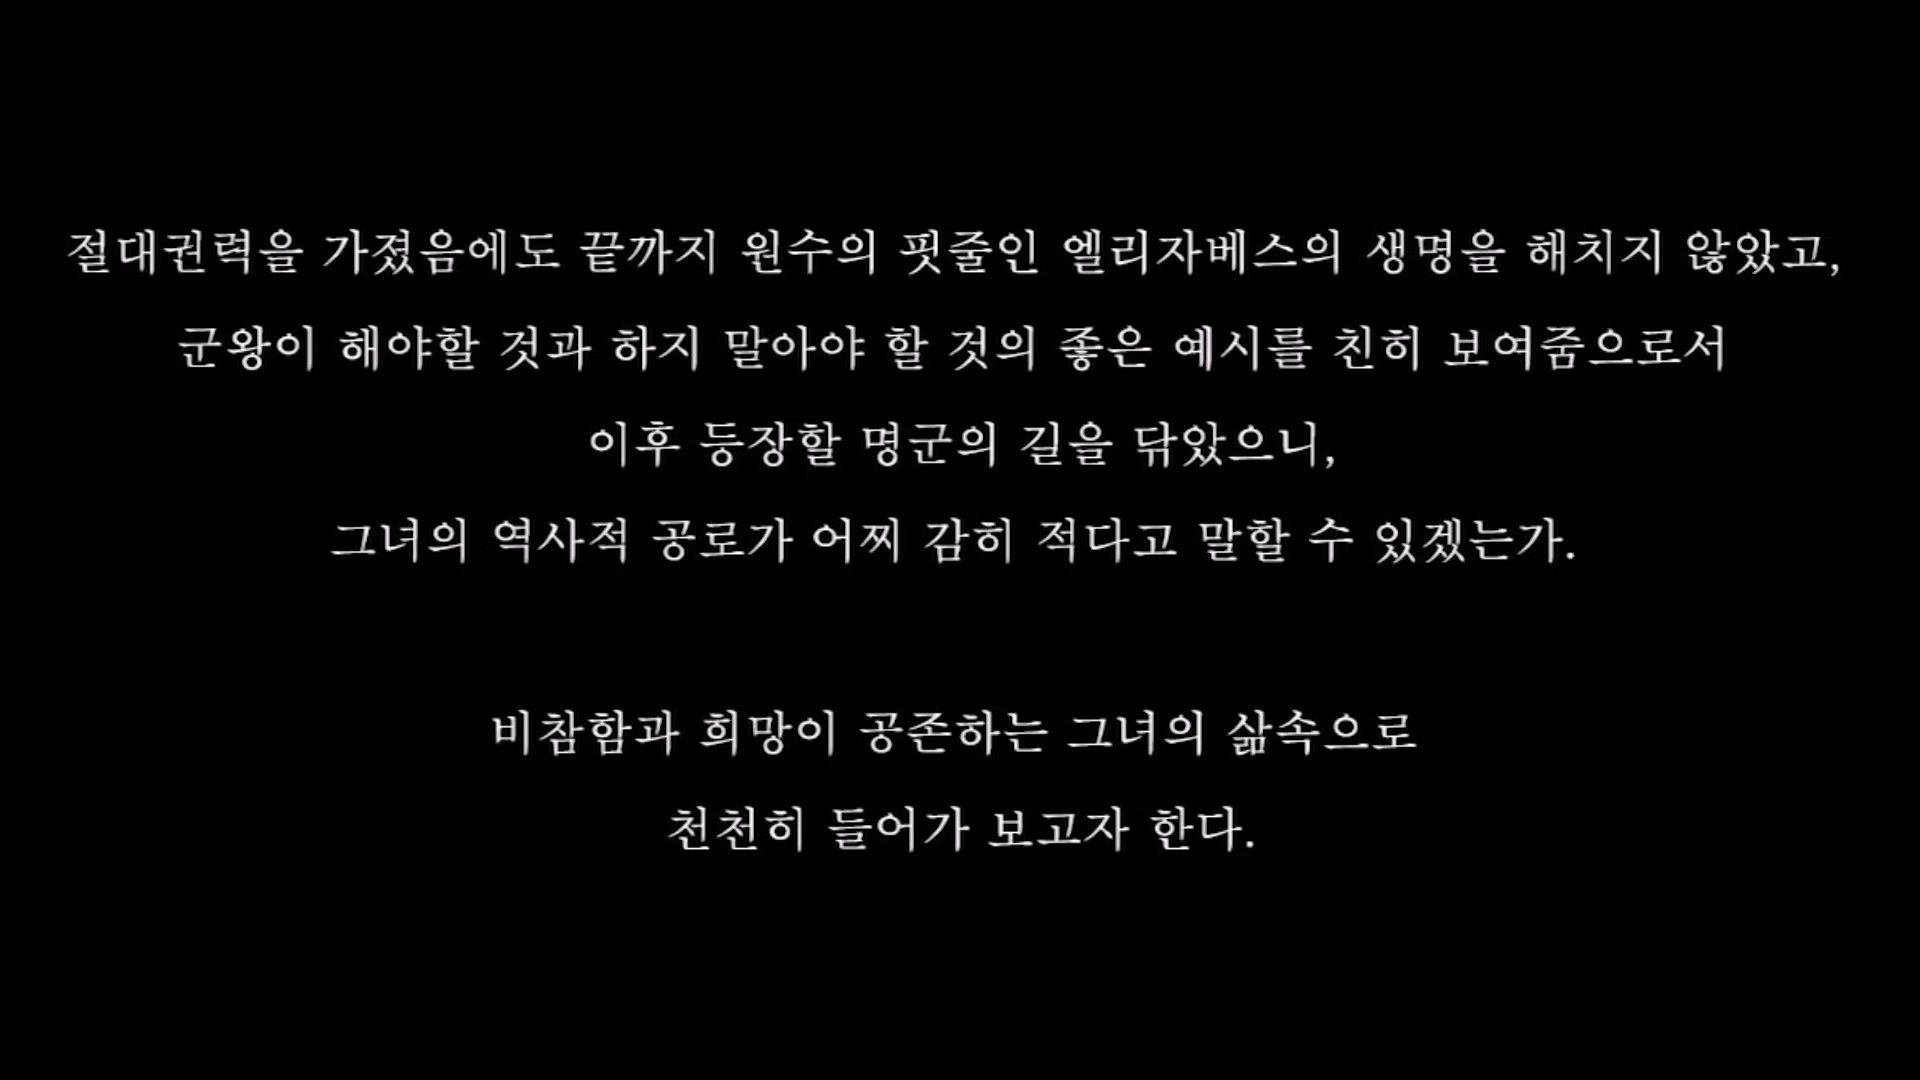 절대권력을 가졌음에도 끝까지 원수의 핏줄인 엘리자베스의 생명을 해치지 않았고,
군왕이 해야할 것과 하지 말아야 할 것의 좋은 예시를 친히 보여줌으로서
이후 등장할 명군의 길을 닦았으니,
그녀의 역사적 공로가 어찌 감히 적다고 말할 수 있겠는가.
비참함과 희망이 공존하는 그녀의 삶속으로
천천히 들어가 보고자 한다.